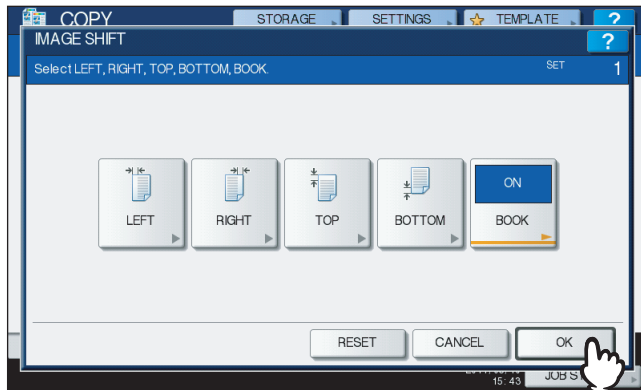 COPY STORAGE SETTINGS TEMPLATE ?
IMAGE SHIFT ?
Select LEFT, RIGHT, TOP, BOTTOM, BOOK. SET 1
ON
LEFT RIGHT TOP BOTTOM BOOK
RESET CANCEL OK
15:43 JOB